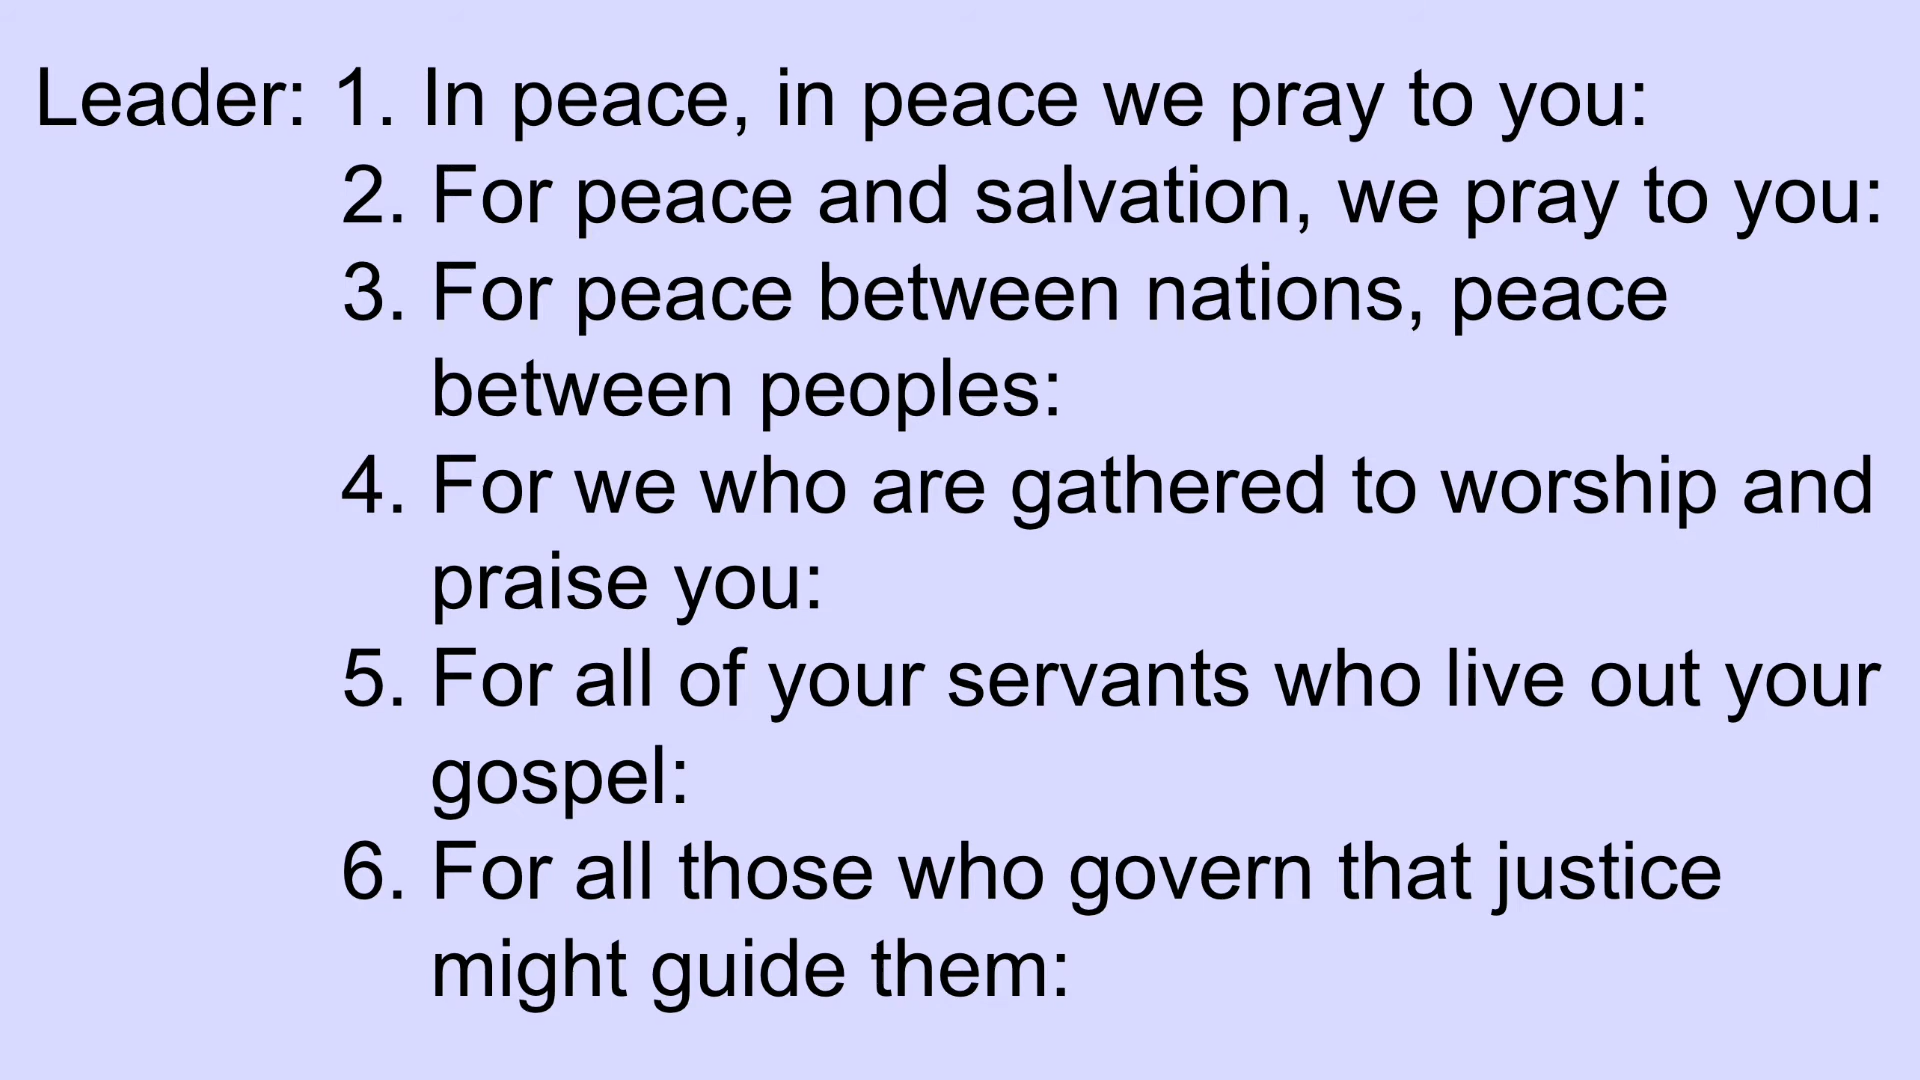 Leader: 1. In peace, in peace we pray to you:
2. For peace and salvation, we pray to you:
3. For peace between nations, peace
between peoples:
4. For we who are gathered to worship and
praise you:
5. For all of your servants who live out your
gospel:
6. For all those who govern that justice
might guide them: